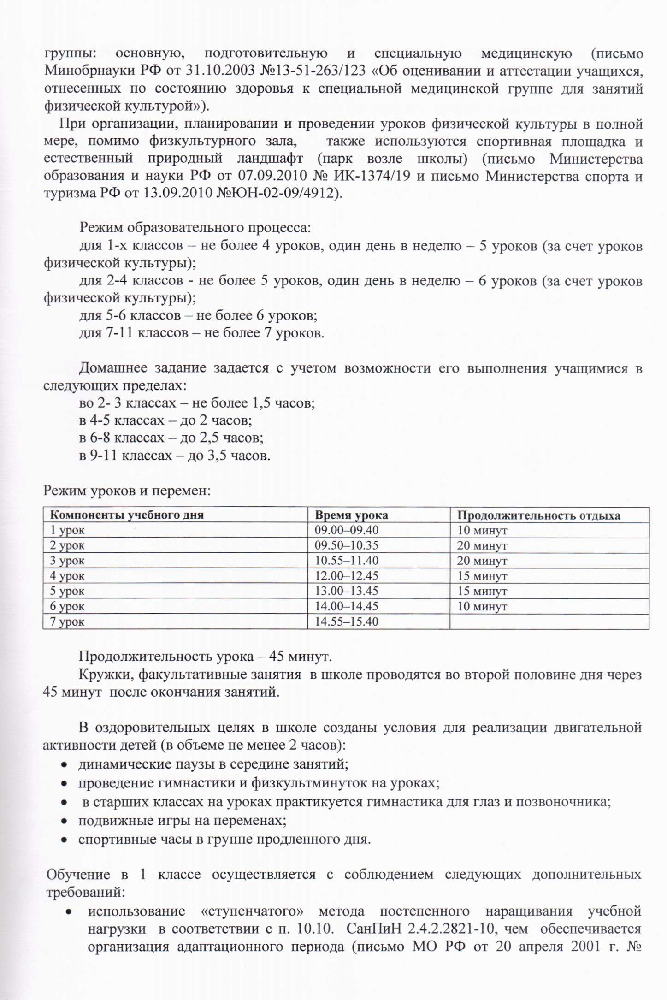 группы: основную, подготовительную и специальную медицинскую (письмо
Минобрнауки РФ от 31.10.2003 №13-51-263/123 «Об оценивании и аттестации учащихся,
отнесенных по состоянию здоровья к специальной медицинской группе для занятий
физической культурой»).
При организации, планировании и проведении уроков физической культуры в полной
мере, помимо физкультурного зала, также используются спортивная площадка и
естественный природный ландшафт (парк возле школы) (письмо Министерства
образования и науки РФ от 07.09.2010 № ИК-1374/19 и письмо Министерства спорта и
туризма РФ от 13.09.2010 №ЮН-02-09/4912).
Режим образовательного процесса:
для 1-х классов – не более 4 уроков, один день в неделю – 5 уроков (за счет уроков
физической культуры);
для 2-4 классов - не более 5 уроков, один день в неделю – 6 уроков (за счет уроков
физической культуры);
для 5-6 классов – не более 6 уроков;
для 7-11 классов – не более 7 уроков.
Домашнее задание задается с учетом возможности его выполнения учащимися в
следующих пределах:
во 2- 3 классах – не более 1,5 часов;
в 4-5 классах – до 2 часов;
в 6-8 классах – до 2,5 часов;
в 9-11 классах – до 3,5 часов.
Режим уроков и перемен:
Компоненты учебного дня Время урока Продолжительность отдыха
1 урок 09.00–09.40 10 минут
2 урок 09.50–10.35 20 минут
3 урок 10.55–11.40 20 минут
4 урок 12.00–12.45 15 минут
5 урок 13.00–13.45 15 минут
6 урок 14.00–14.45 10 минут
7 урок 14.55–15.40
Продолжительность урока – 45 минут.
Кружки, факультативные занятия в школе проводятся во второй половине дня через
45 минут после окончания занятий.
В оздоровительных целях в школе созданы условия для реализации двигательной
активности детей (в объеме не менее 2 часов):
• динамические паузы в середине занятий;
• проведение гимнастики и физкультминуток на уроках;
• в старших классах на уроках практикуется гимнастика для глаз и позвоночника;
• подвижные игры на переменах;
• спортивные часы в группе продленного дня.
Обучение в 1 классе осуществляется с соблюдением следующих дополнительных
требований:
• использование «ступенчатого» метода постепенного наращивания учебной
нагрузки в соответствии с п. 10.10. СанПиН 2.4.2.2821-10, чем обеспечивается
организация адаптационного периода (письмо МО РФ от 20 апреля 2001 г. №